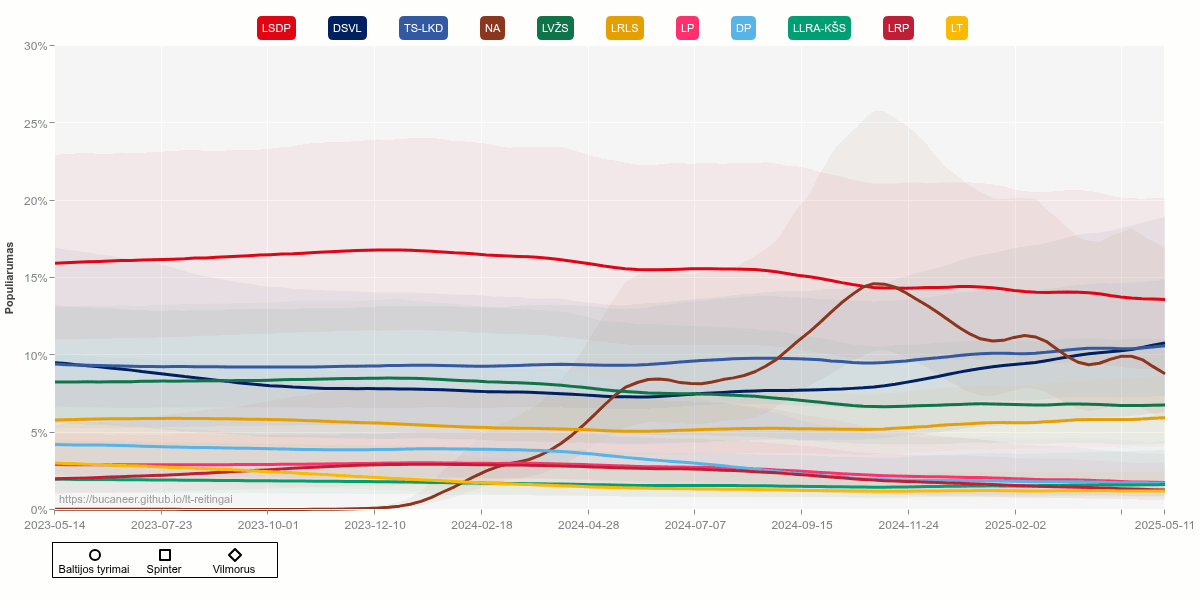 LSDP DSVL TS-LKD NA LVŽS LRLS LP DP LLRA-KŠS LRP LT
30%
25%
20%
15%
10%
5%
0%
Populiarumas
https://bucaneer.github.io/lt-reitingai
2023-05-14 2023-07-23 2023-10-01 2023-12-10 2024-02-18 2024-04-28 2024-07-07 2024-09-15 2024-11-24 2025-02-02 2025-05-11
Baltijos tyrimai Spinter Vilmorus